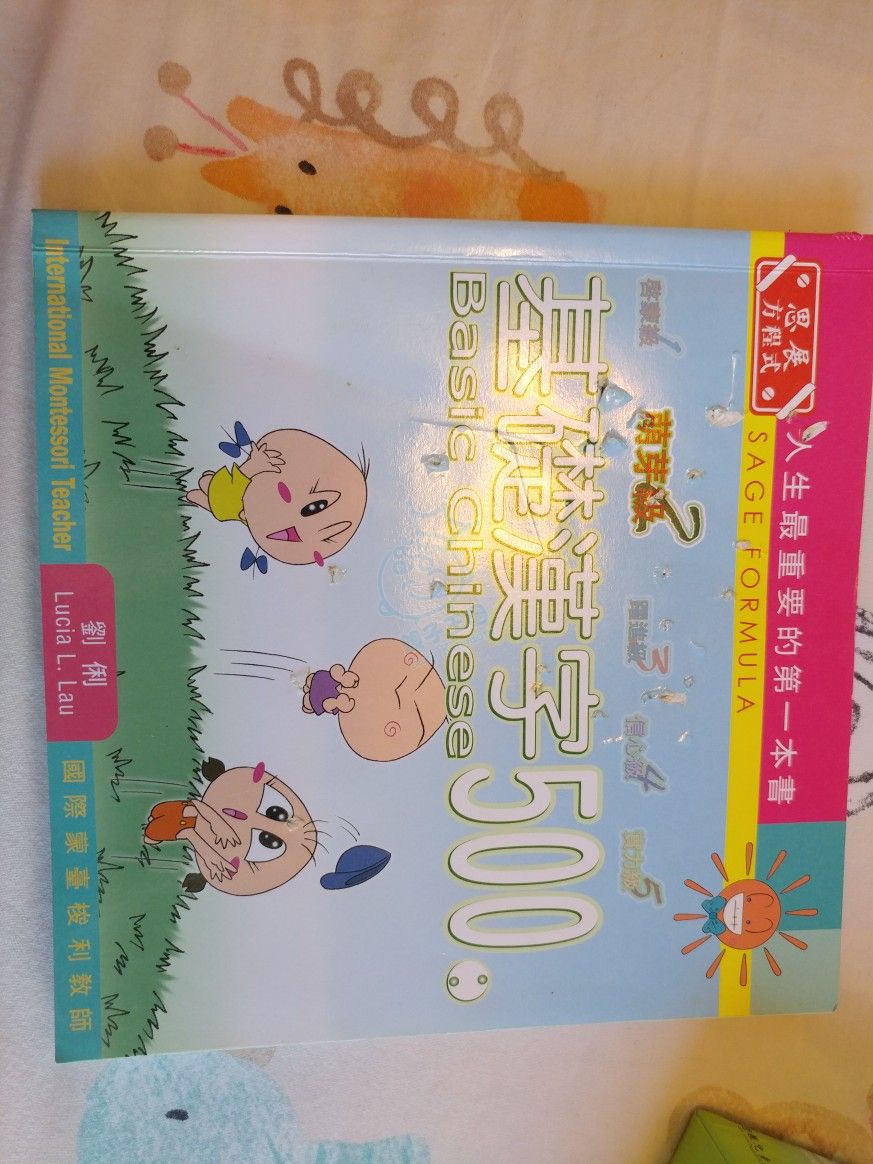 思展
方程式
人生最重要的第一本書
SAGE FORMULA
啓蒙級 1
萌芽級 2
躍進級 3
信心級 4
實力級 5
基礎漢字500
Basic Chinese
International Montessori Teacher
劉俐
Lucia L. Lau
國際蒙臺梭利教師